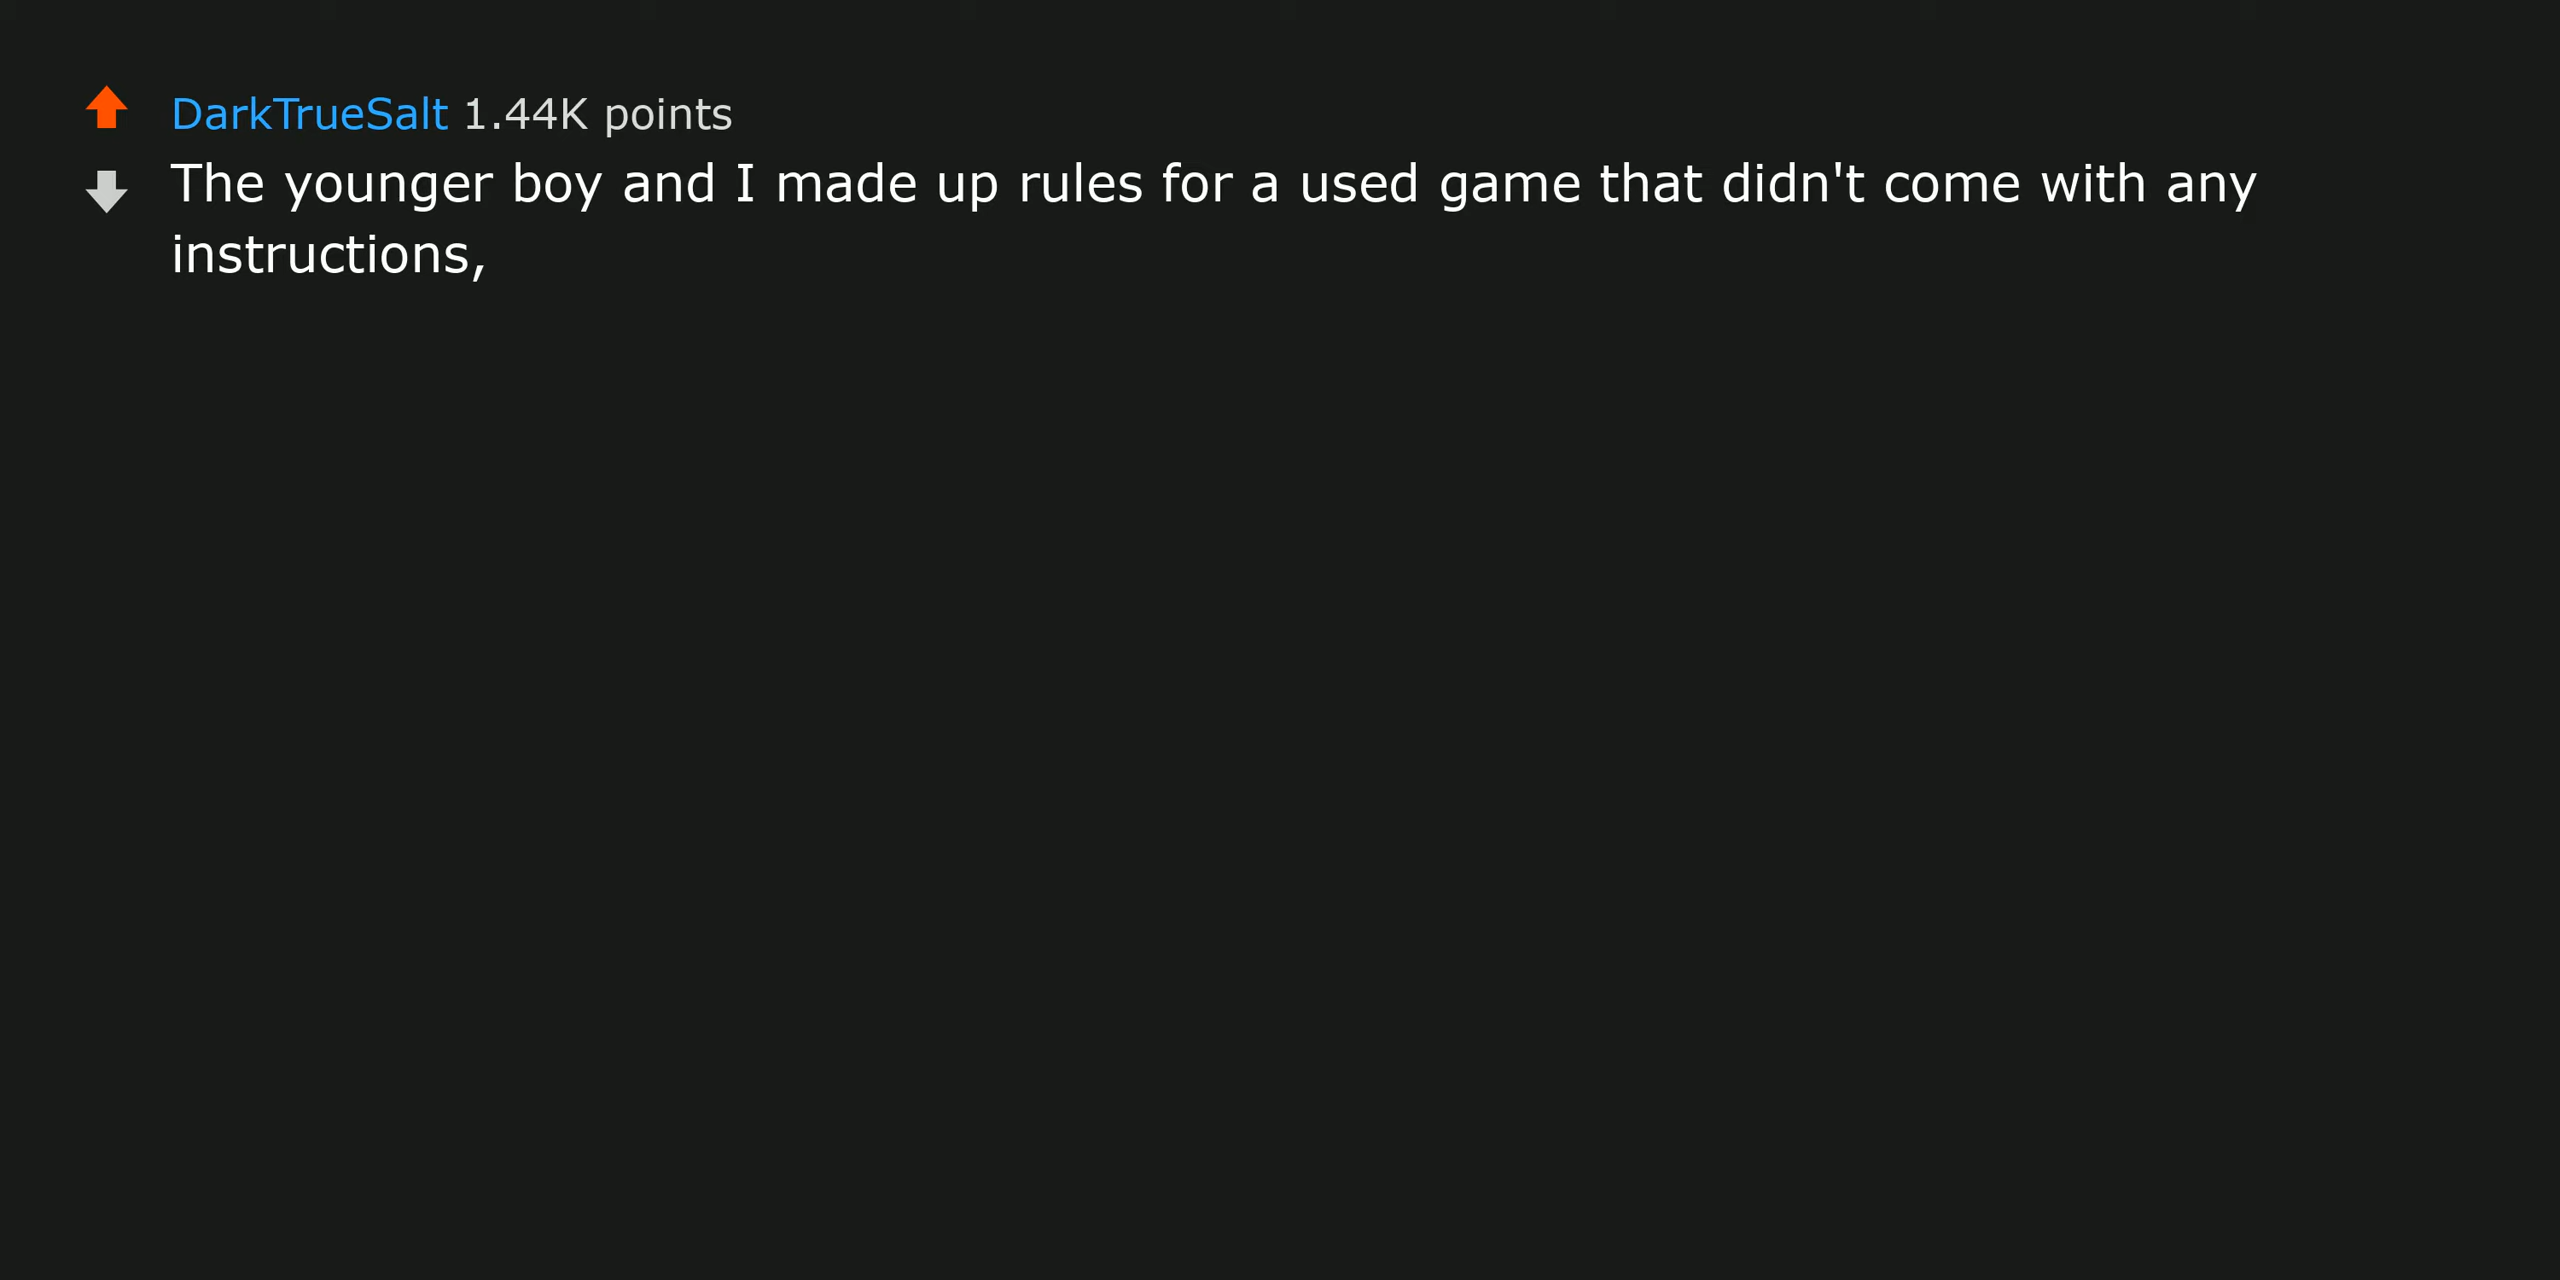 DarkTrueSalt 1.44K points
The younger boy and I made up rules for a used game that didn't come with any
instructions,